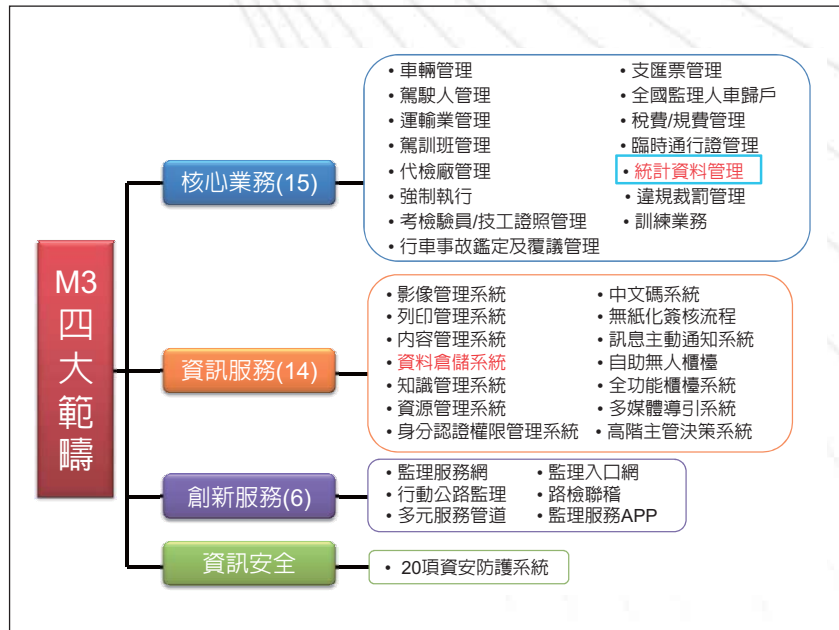 M3
四
大
範
疇
核心業務(15)
• 車輛管理
• 駕駛人管理
• 運輸業管理
• 駕訓班管理
• 代檢廠管理
• 強制執行
• 考檢驗員/技工證照管理
• 行車事故鑑定及覆議管理
• 支匯票管理
• 全國監理人車歸戶
• 稅費/規費管理
• 臨時通行證管理
• 統計資料管理
• 違規裁罰管理
• 訓練業務
資訊服務(14)
• 影像管理系統
• 列印管理系統
• 內容管理系統
• 資料倉儲系統
• 知識管理系統
• 資源管理系統
• 身分認證權限管理系統
• 中文碼系統
• 無紙化簽核流程
• 訊息主動通知系統
• 自助無人櫃檯
• 全功能櫃檯系統
• 多媒體導引系統
• 高階主管決策系統
創新服務(6)
• 監理服務網
• 行動公路監理
• 多元服務管道
• 監理入口網
• 路檢聯稽
• 監理服務APP
資訊安全
• 20項資安防護系統